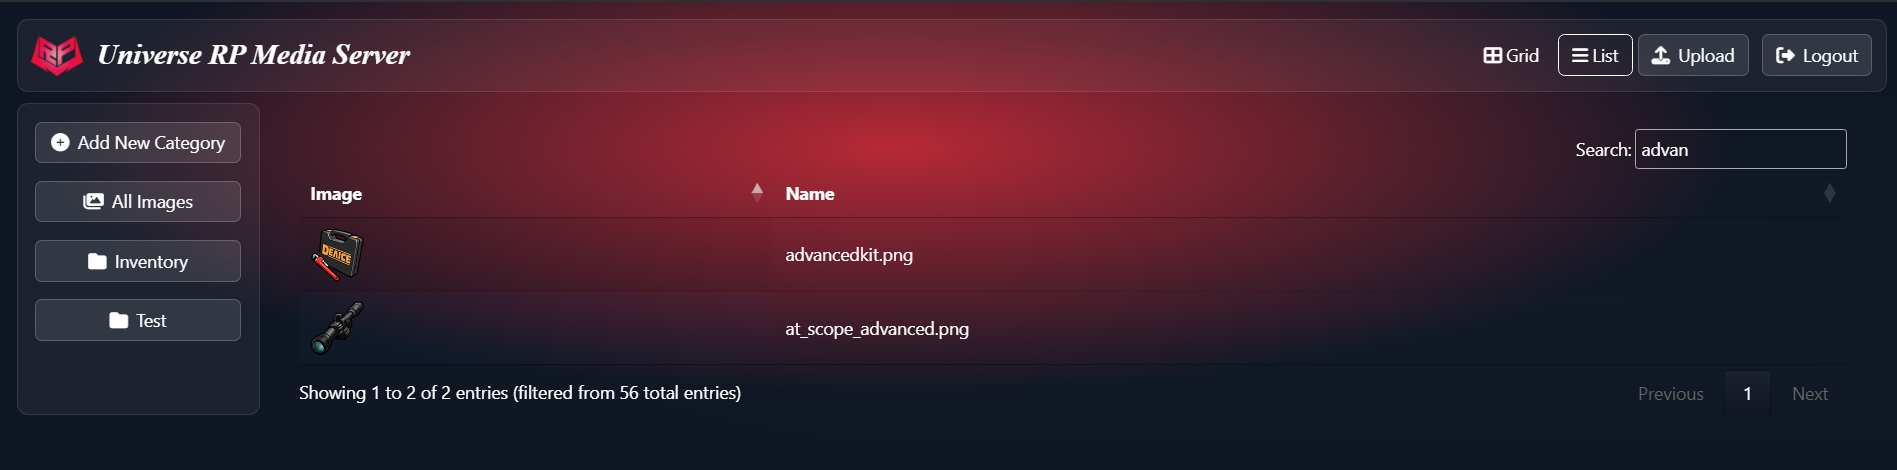 RP
Universe RP Media Server
Grid
List
Upload
Logout
Add New Category
All Images
Inventory
Test
Search: advan
Image Name
advancedkit.png
at_scope_advanced.png
Showing 1 to 2 of 2 entries (filtered from 56 total entries)
Previous 1 Next